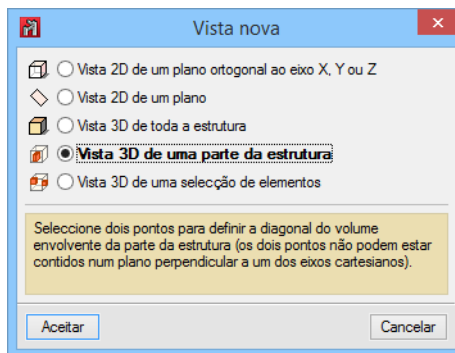 Vista nova
Vista 2D de um plano ortogonal ao eixo X, Y ou Z
Vista 2D de um plano
Vista 3D de toda a estrutura
Vista 3D de uma parte da estrutura
Vista 3D de uma selecção de elementos
Seleccione dois pontos para definir a diagonal do volume
envolvente da parte da estrutura (os dois pontos não podem estar
contidos num plano perpendicular a um dos eixos cartesianos).
Aceitar
Cancelar